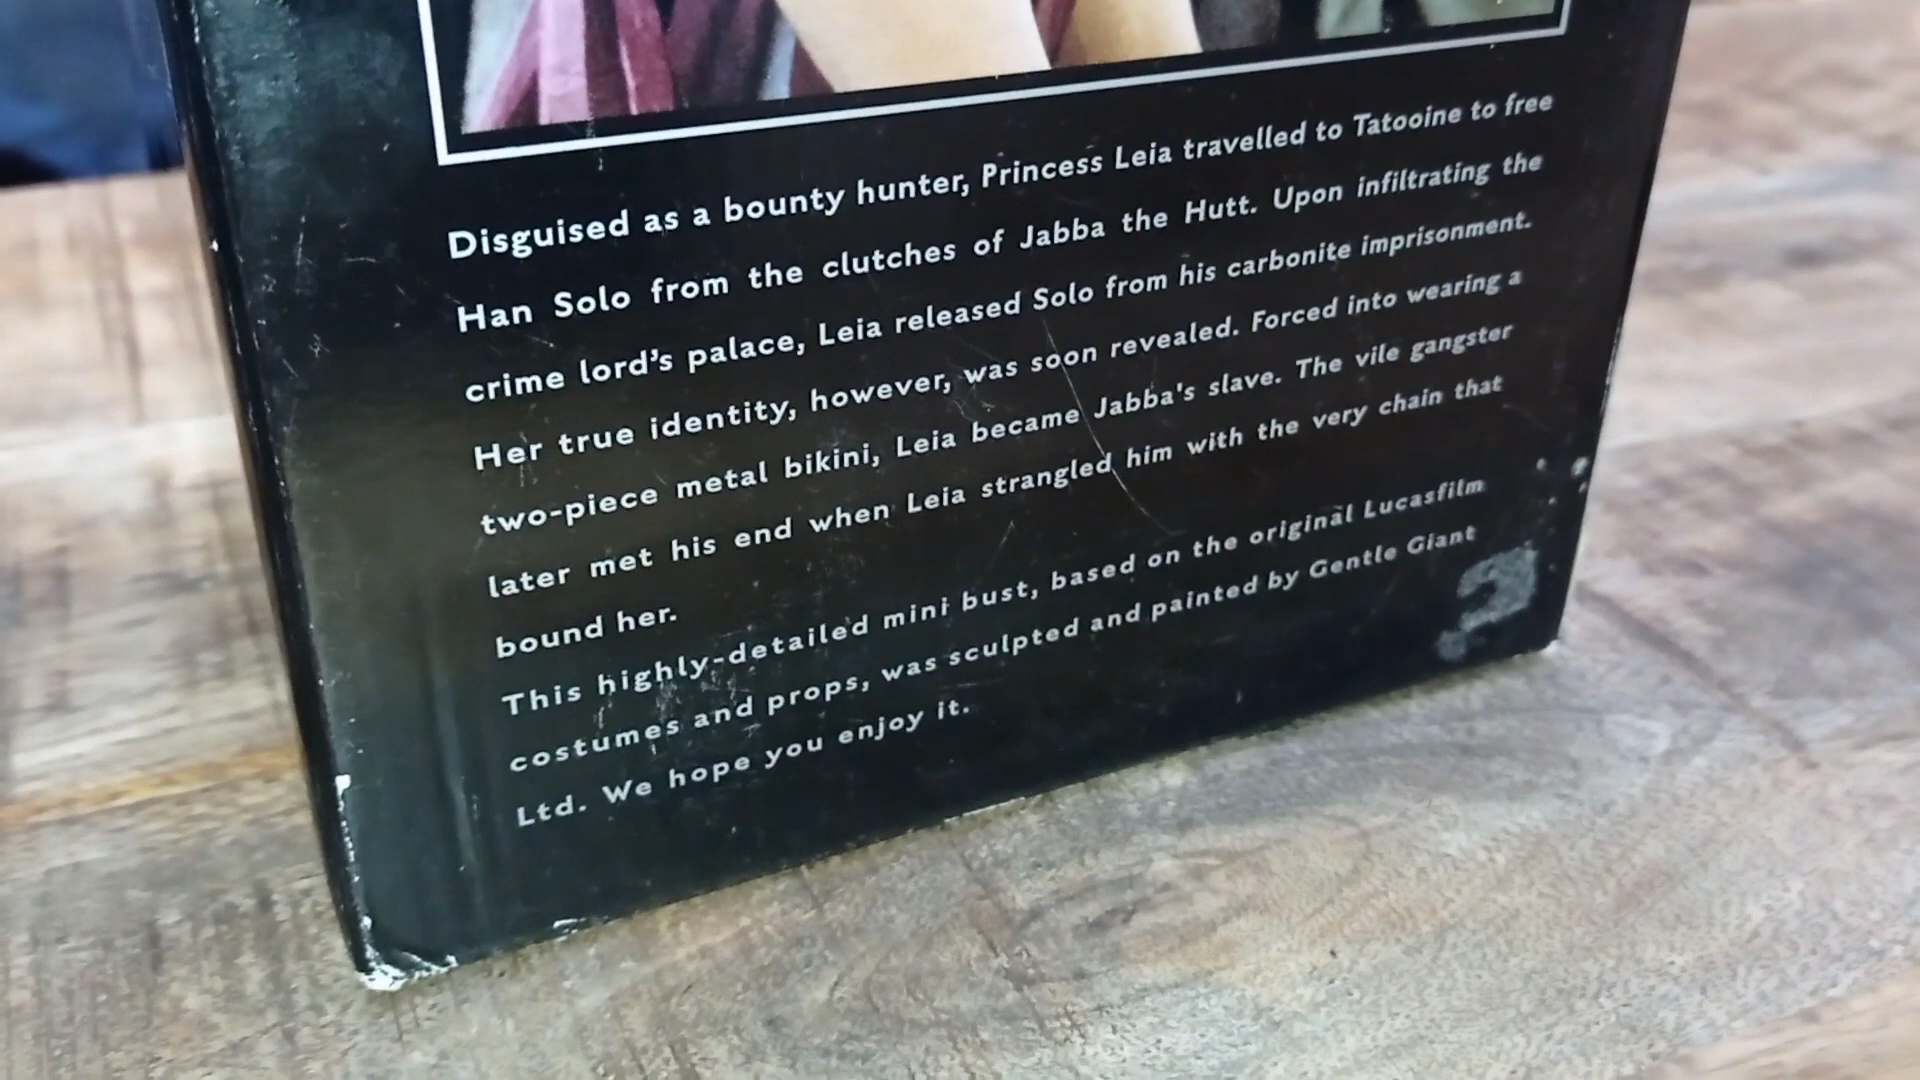 Disguised as a bounty hunter, Princess Leia travelled to Tatooine to free
Han Solo from the clutches of Jabba the Hutt. Upon infiltrating the
crime lord’s palace, Leia released Solo from his carbonite imprisonment.
Her true identity, however, was soon revealed. Forced into wearing a
two-piece metal bikini, Leia became Jabba's slave. The vile gangster
later met his end when Leia strangled him with the very chain that
bound her.
This highly-detailed mini bust, based on the original Lucasfilm
costumes and props, was sculpted and painted by Gentle Giant
Ltd. We hope you enjoy it.